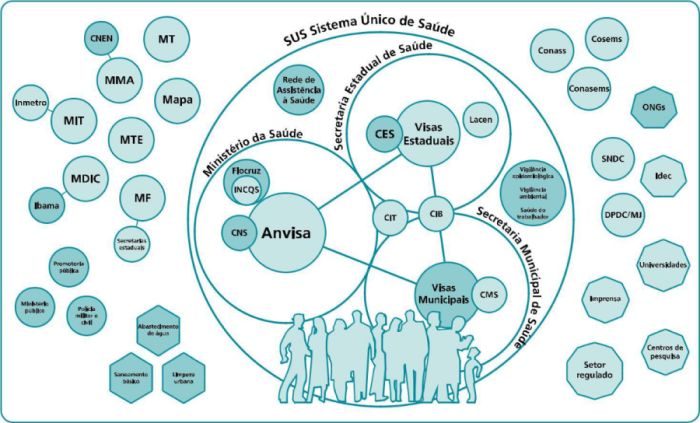 SUS Sistema Único de Saúde
Secretaria Estadual de Saúde
Ministério da Saúde
Secretaria Municipal de Saúde
CNEN
MT
MMA
Inmetro
MIT
Mapa
MTE
MDIC
Ibama
MF
Secretarias
estaduais
Promotoria
pública
Ministério
público
Polícia
militar e
civil
Abastecimento
de água
Saneamento
básico
Limpeza
urbana
Rede de
Assistência
à Saúde
Fiocruz
INCQS
CNS
Anvisa
CES
Visas
Estaduais
Lacen
CIT
CIB
Vigilância
epidemiológica
Vigilância
ambiental
Saúde do
trabalhador
Visas
Municipais
CMS
Conass
Cosems
Conasems
ONGs
SNDC
Idec
DPDC/MJ
Universidades
Imprensa
Setor
regulado
Centros de
pesquisa